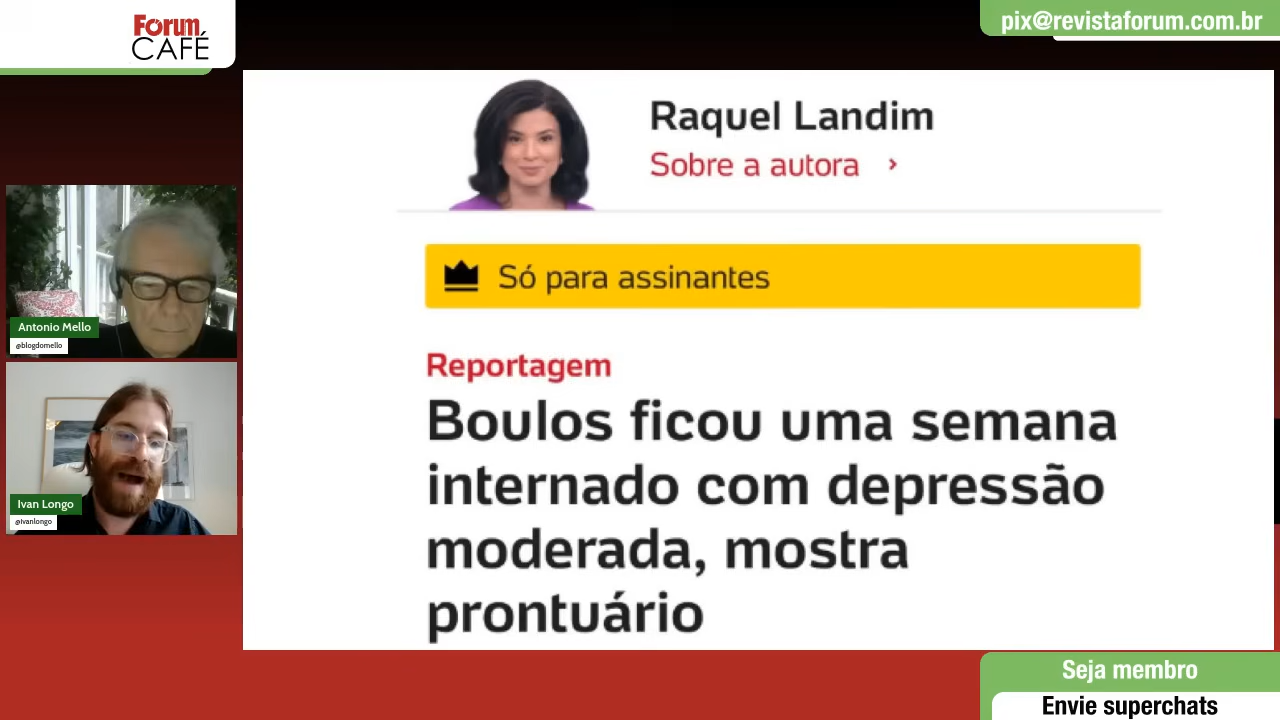 Forum
CAFÉ
pix@revistaforum.com.br
Raquel Landim
Sobre a autora
Só para assinantes
Reportagem
Boulos ficou uma semana
internado com depressão
moderada, mostra
prontuário
Antonio Mello
@blogdomello
Ivan Longo
@ivanlongo
Seja membro
Envie superchats